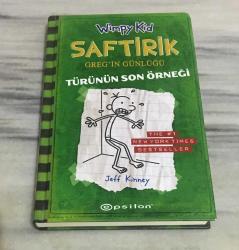 Wimpy Kid
SAFTİRİK
GREG'İN GÜNLÜĞÜ
TÜRÜNÜN SON ÖRNEĞİ
THE #1
NEW YORK TIMES
BESTSELLER
Jeff Kinney
epsilon